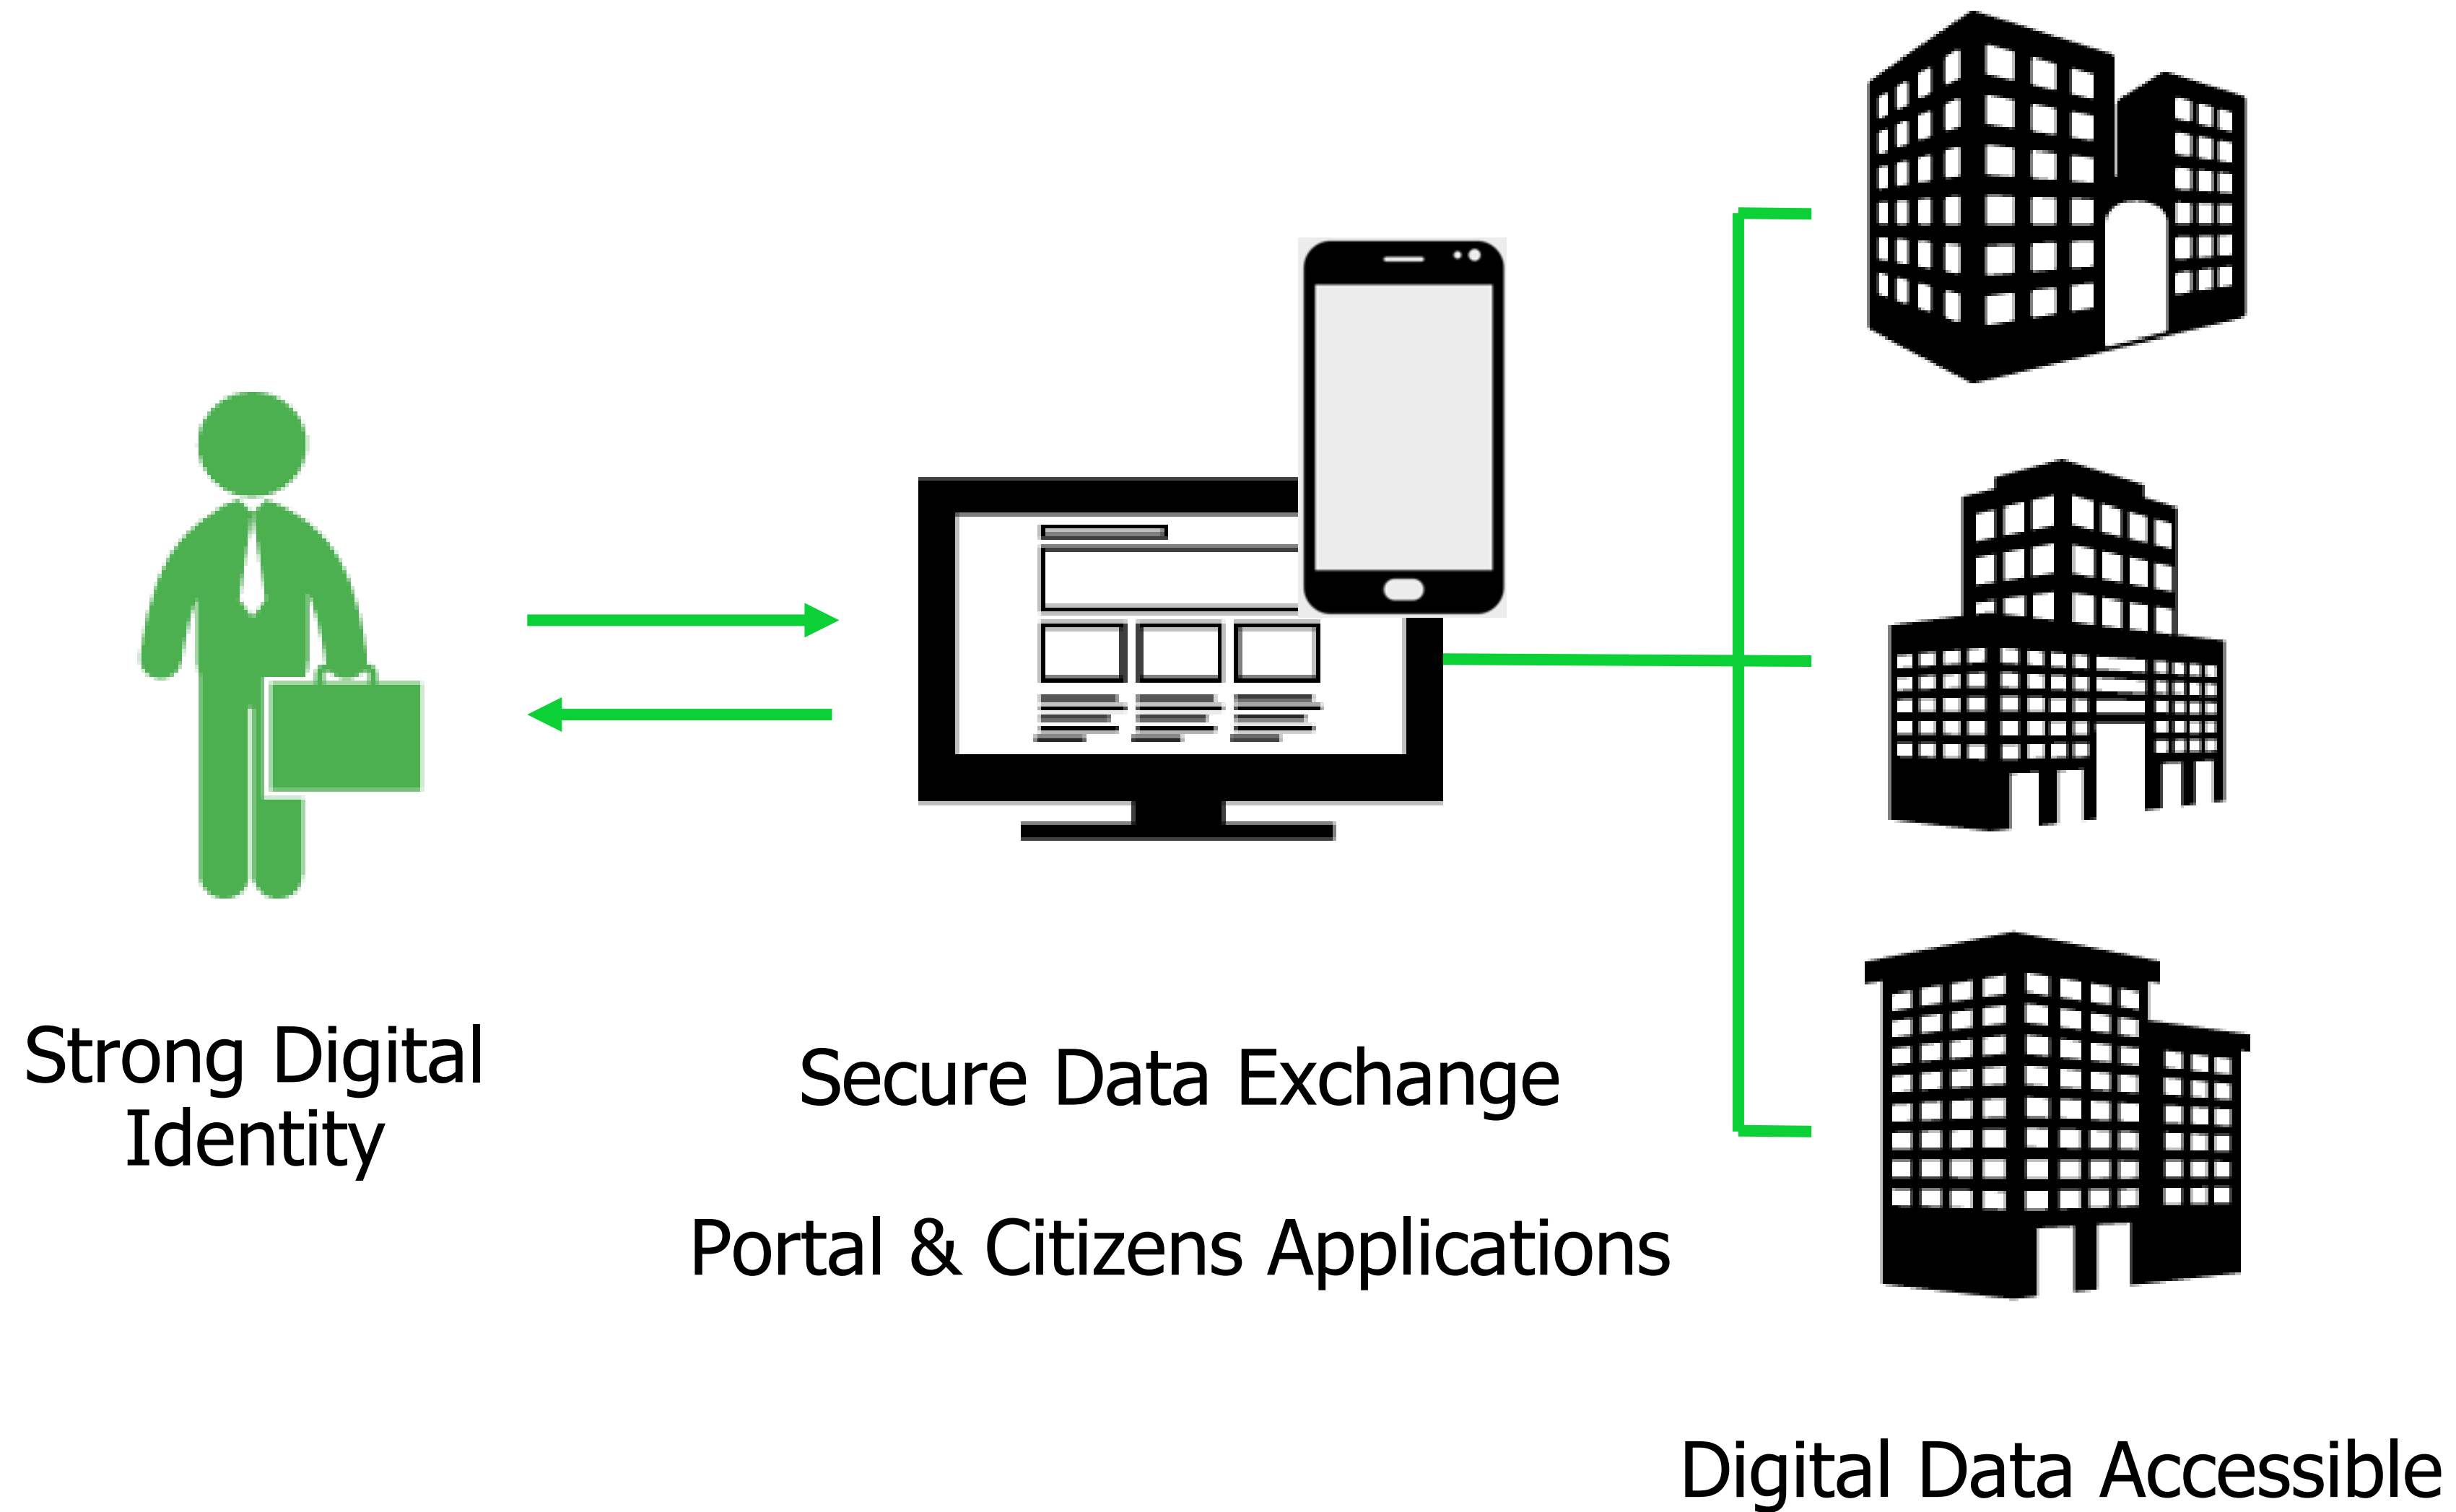 Strong Digital
Identity
Secure Data Exchange
Portal & Citizens Applications
Digital Data Accessible